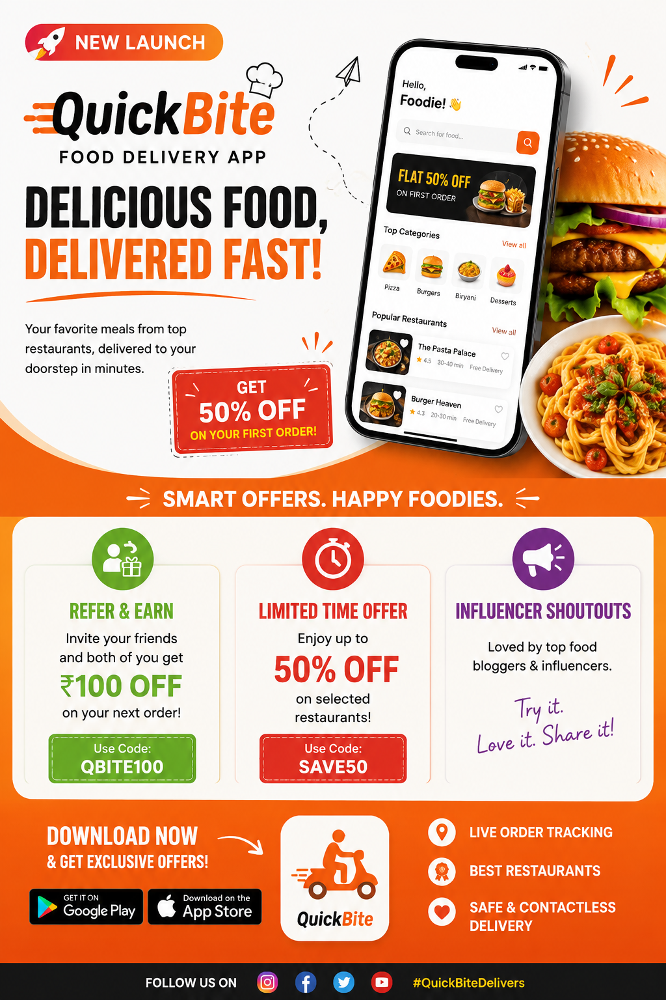 NEW LAUNCH
QuickBite
FOOD DELIVERY APP
DELICIOUS FOOD,
DELIVERED FAST!
Your favorite meals from top
restaurants, delivered to your
doorstep in minutes.
GET
50% OFF
ON YOUR FIRST ORDER!
Hello,
Foodie! 👋
Search for food...
FLAT 50% OFF
ON FIRST ORDER
Top Categories
View all
Pizza
Burgers
Biryani
Desserts
Popular Restaurants
View all
The Pasta Palace
★ 4.5 30-40 min Free Delivery
Burger Heaven
★ 4.3 20-30 min Free Delivery
SMART OFFERS. HAPPY FOODIES.
REFER & EARN
Invite your friends
and both of you get
₹100 OFF
on your next order!
Use Code:
QBITE100
LIMITED TIME OFFER
Enjoy up to
50% OFF
on selected
restaurants!
Use Code:
SAVE50
INFLUENCER SHOUTOUTS
Loved by top food
bloggers & influencers.
Try it.
Love it. Share it!
DOWNLOAD NOW
& GET EXCLUSIVE OFFERS!
GET IT ON
Google Play
Download on the
App Store
QuickBite
LIVE ORDER TRACKING
BEST RESTAURANTS
SAFE & CONTACTLESS
DELIVERY
FOLLOW US ON
#QuickBiteDelivers